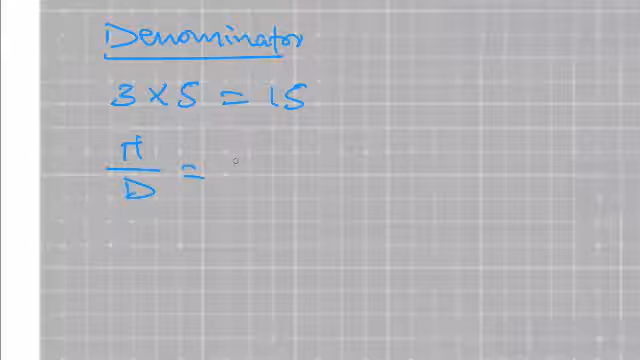 Denominator
3 × 5 = 15
N
D =